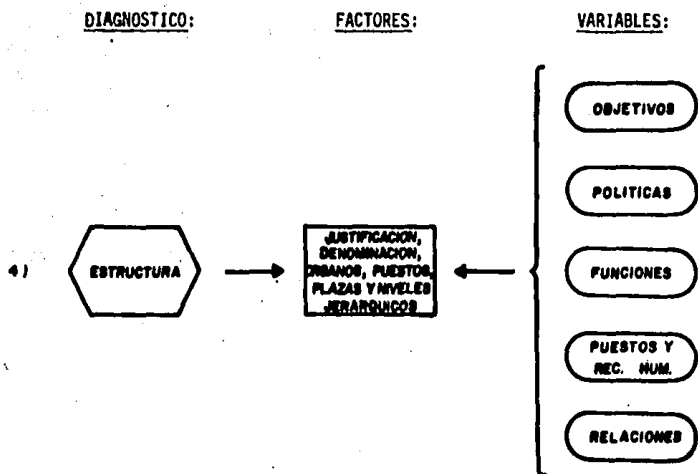 DIAGNOSTICO: FACTORES: VARIABLES:
OBJETIVOS
POLITICAS
4) ESTRUCTURA
JUSTIFICACION,
DENOMINACION,
ORGANOS, PUESTOS,
PLAZAS Y NIVELES
JERARQUICOS
FUNCIONES
PUESTOS Y
REC. HUM.
RELACIONES